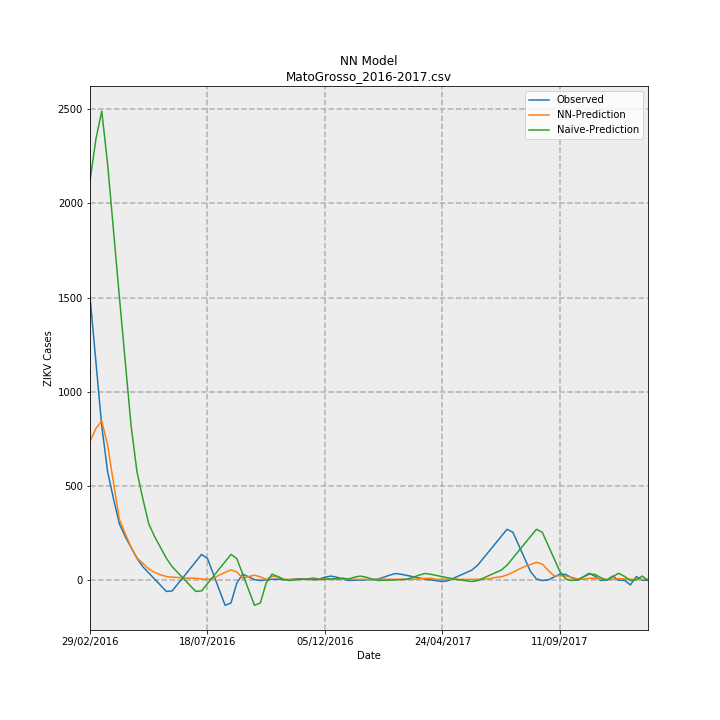 NN Model
MatoGrosso_2016-2017.csv
Observed
NN-Prediction
Naive-Prediction
2500
2000
1500
1000
500
0
ZIKV Cases
29/02/2016
18/07/2016
05/12/2016
24/04/2017
11/09/2017
Date